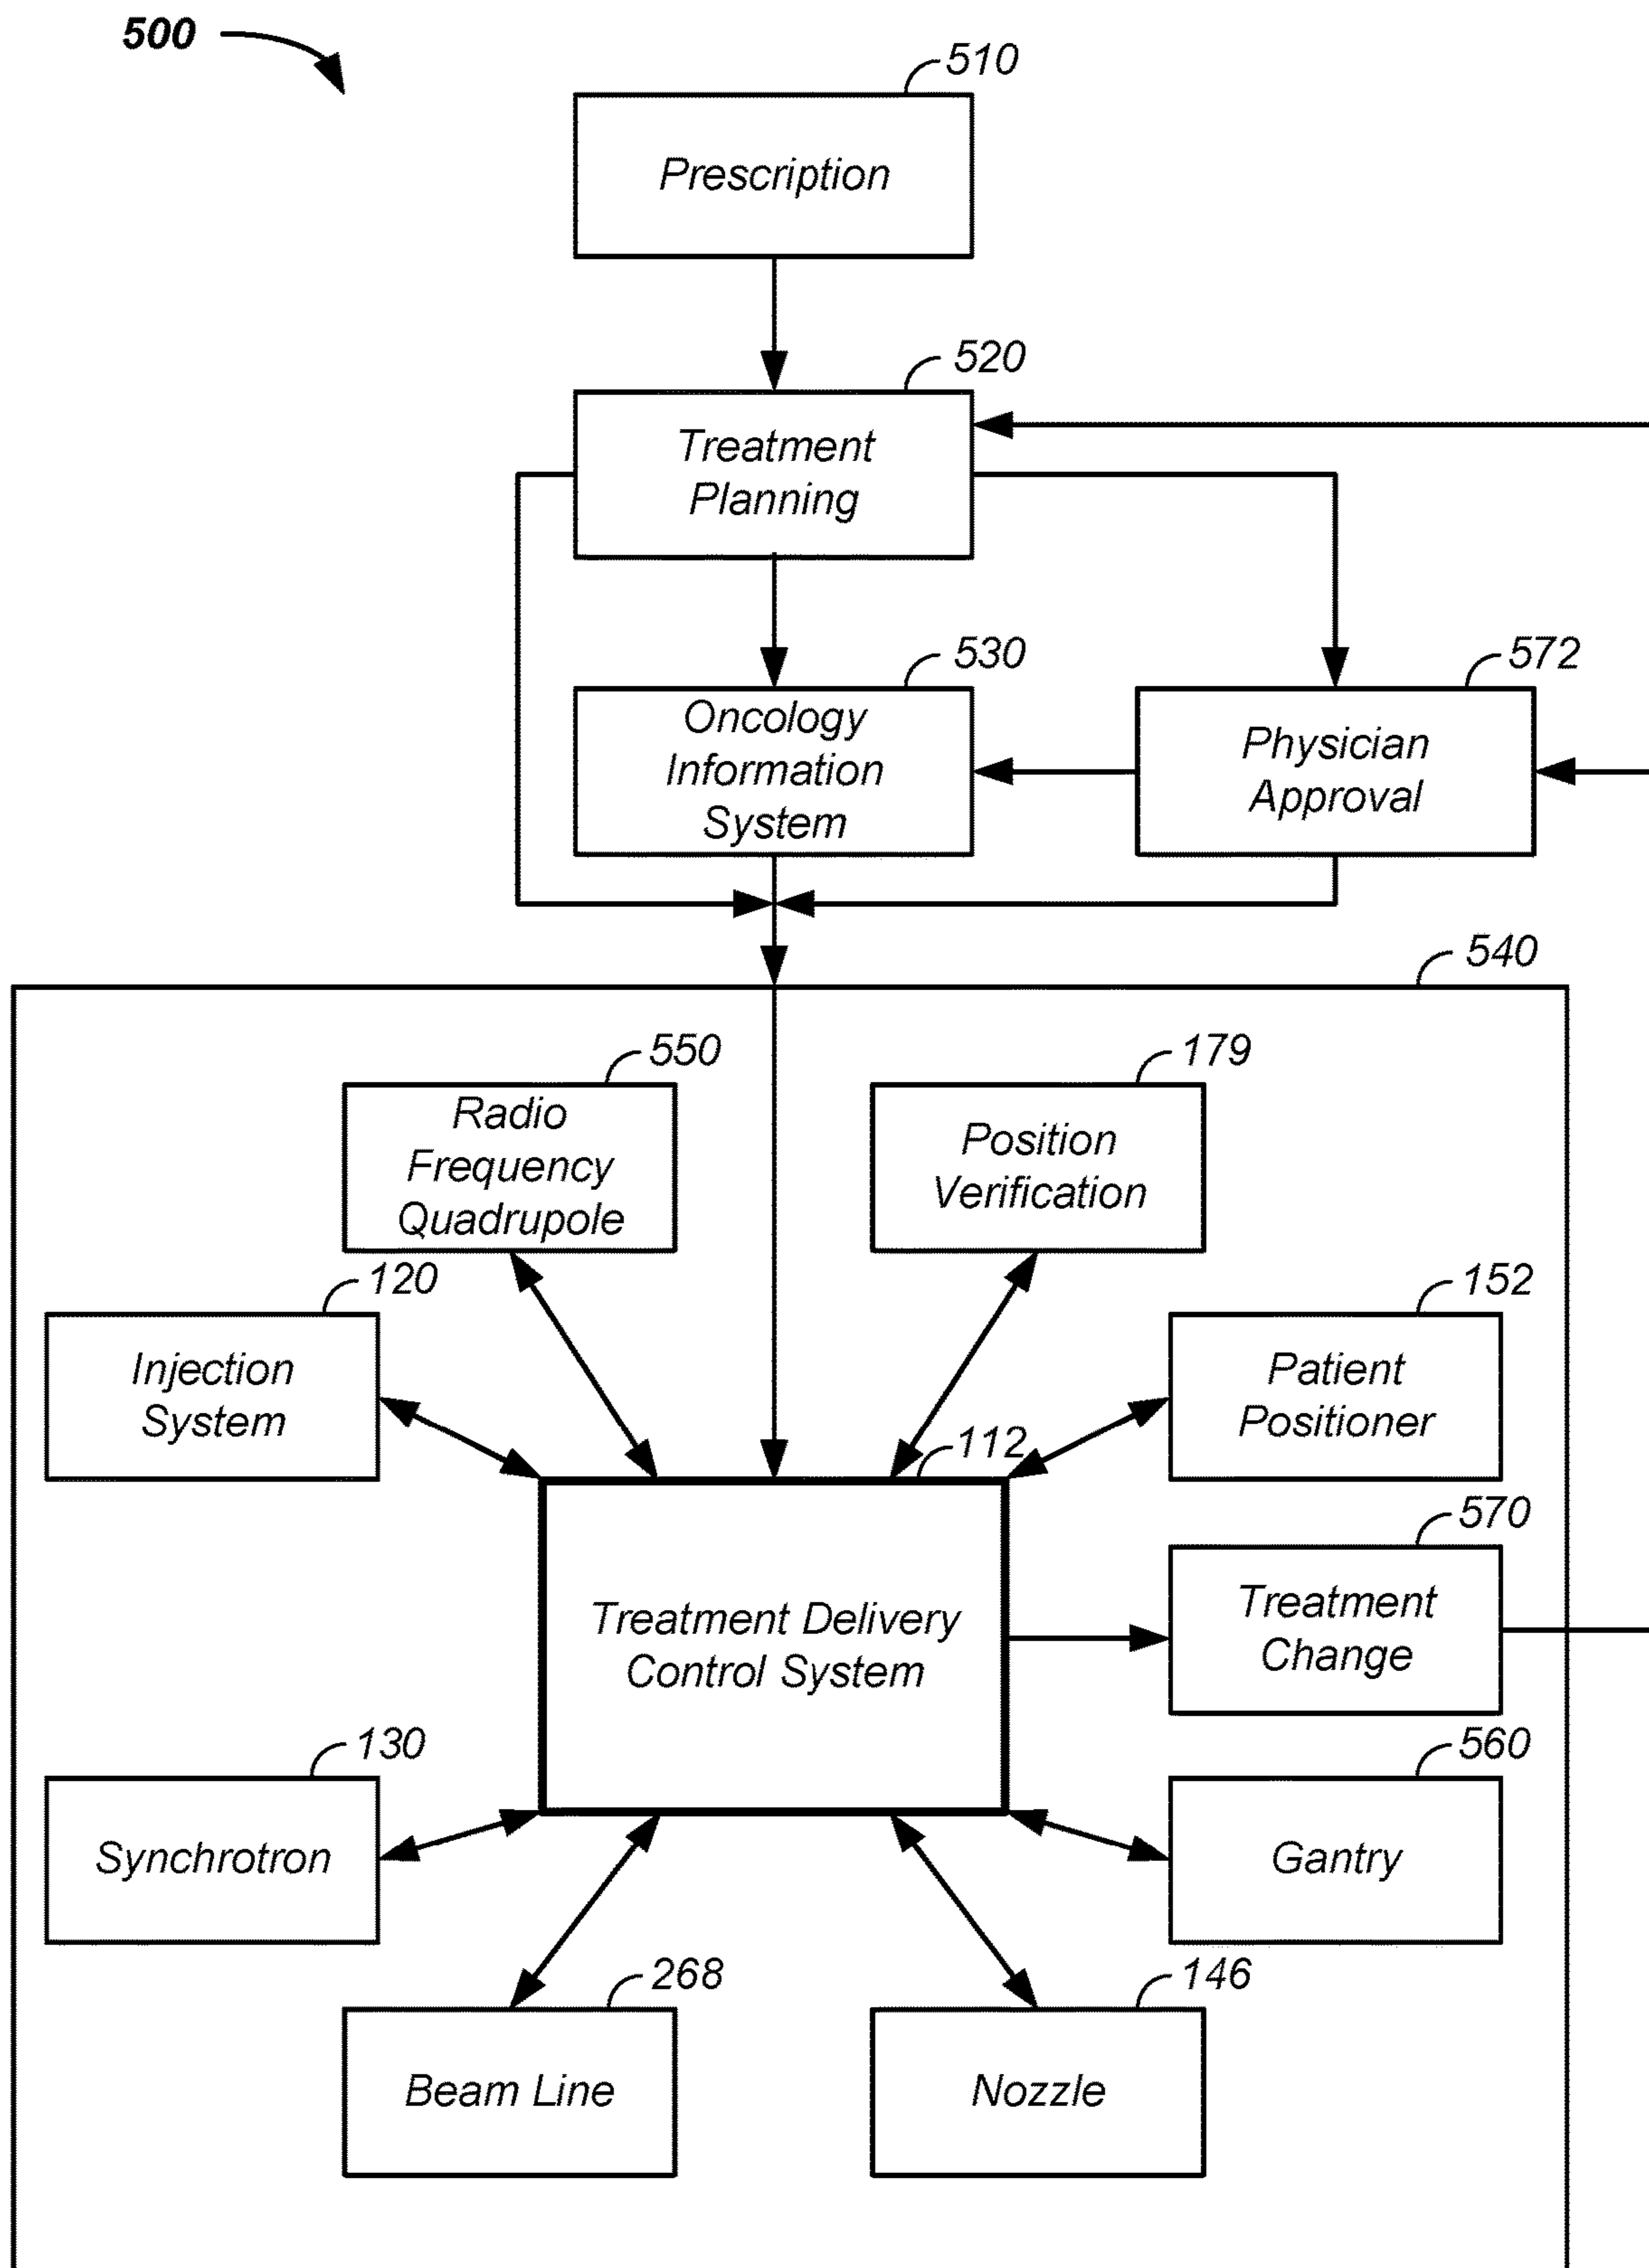 500
510
Prescription
520
Treatment
Planning
530
Oncology
Information
System
572
Physician
Approval
540
550
Radio
Frequency
Quadrupole
179
Position
Verification
120
Injection
System
152
Patient
Positioner
112
Treatment Delivery
Control System
570
Treatment
Change
130
Synchrotron
560
Gantry
268
Beam Line
146
Nozzle